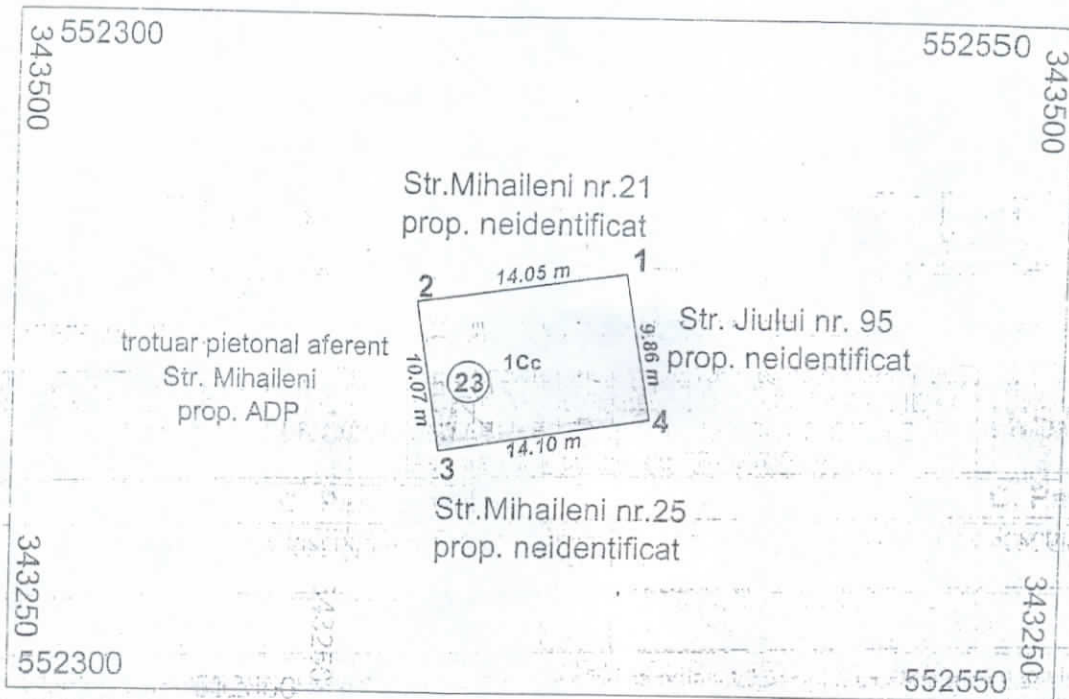 552300
552550
343500
343500
Str.Mihaileni nr.21
prop. neidentificat
2
14.05 m
1
trotuar pietonal aferent
Str. Mihaileni
prop. ADP
10.07 m
23
1Cc
9.86 m
Str. Jiului nr. 95
prop. neidentificat
3
14.10 m
4
Str.Mihaileni nr.25
prop. neidentificat
343250
343250
552300
552550